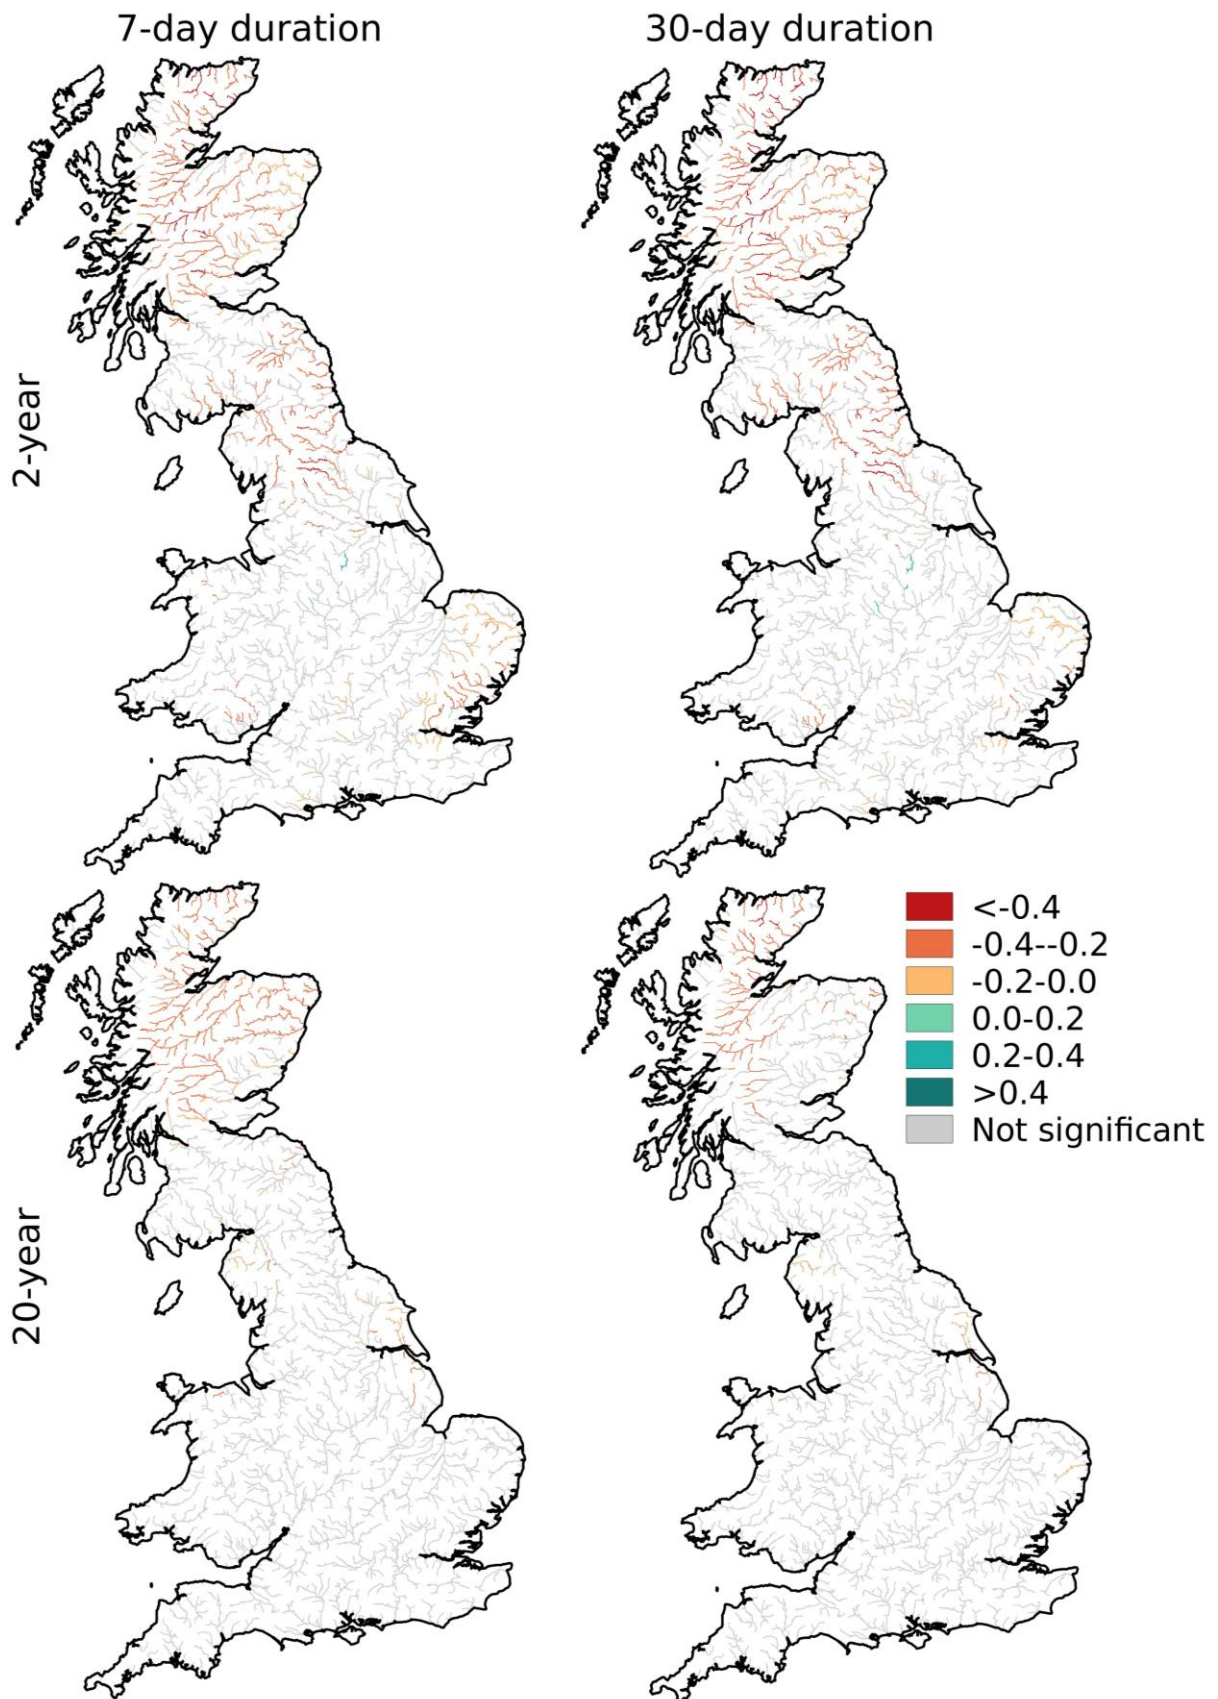 7-day duration
30-day duration
2-year
20-year
<-0.4
-0.4--0.2
-0.2-0.0
0.0-0.2
0.2-0.4
>0.4
Not significant